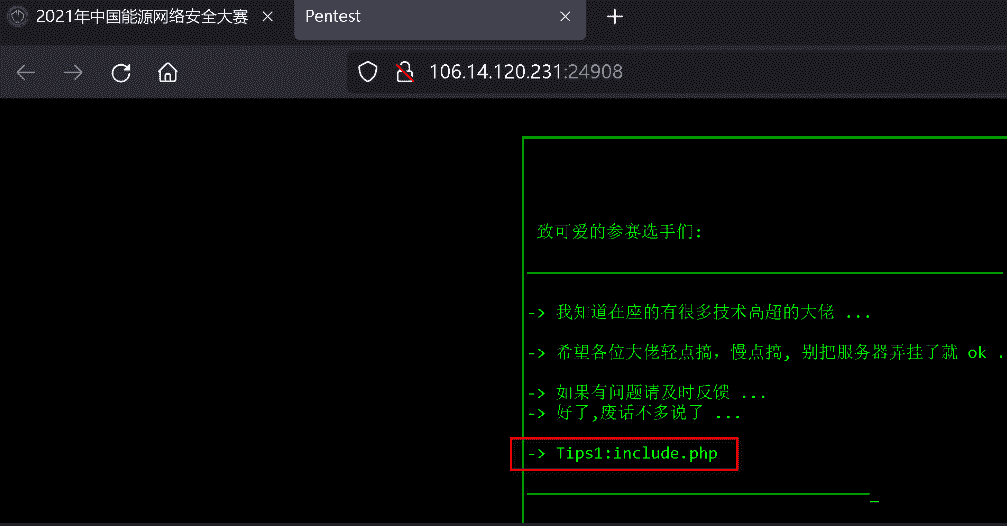 2021年中国能源网络安全大赛
Pentest
106.14.120.231:24908
致可爱的参赛选手们:
-> 我知道在座的有很多技术高超的大佬 ...
-> 希望各位大佬轻点搞，慢点搞, 别把服务器弄挂了就 ok .
-> 如果有问题请及时反馈 ...
-> 好了,废话不多说了 ...
-> Tips1:include.php